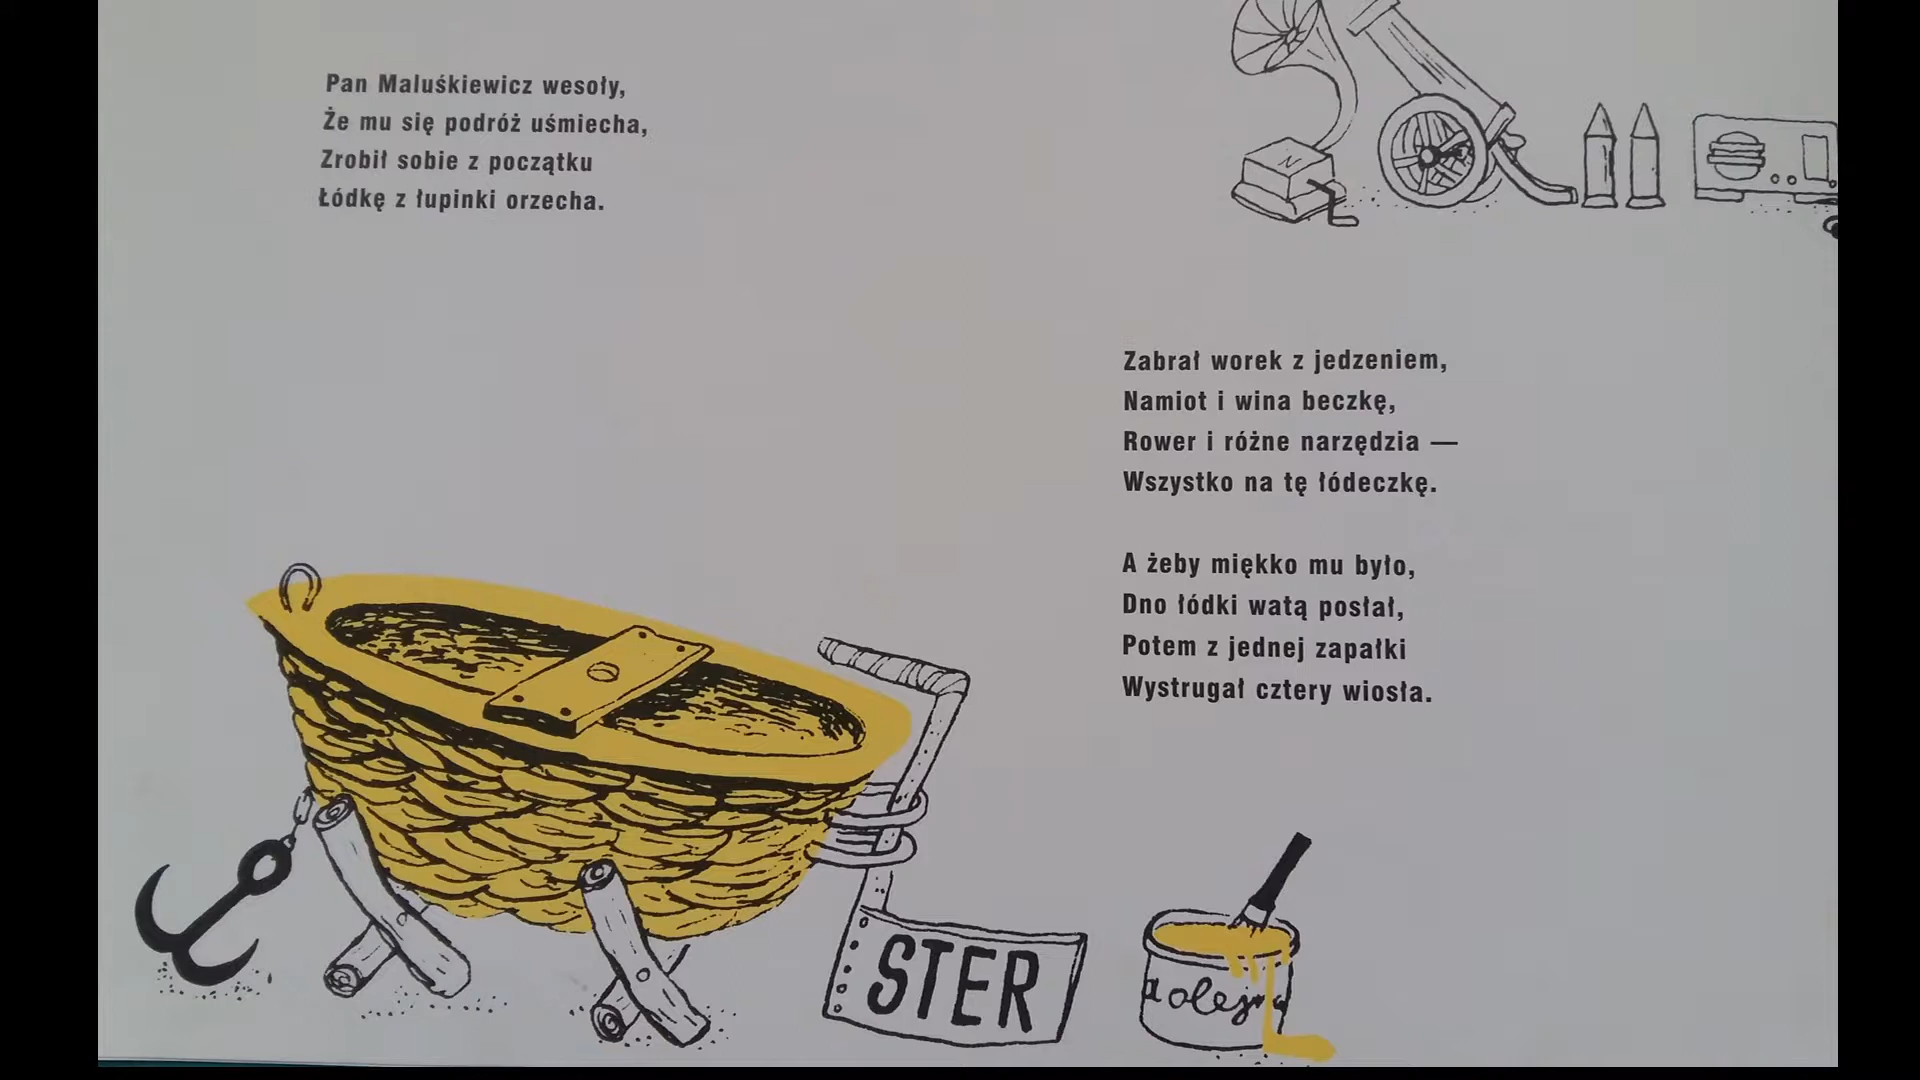 Pan Maluśkiewicz wesoły,
Że mu się podróż uśmiecha,
Zrobił sobie z początku
Łódkę z łupinki orzecha.
N
Zabrał worek z jedzeniem,
Namiot i wina beczkę,
Rower i różne narzędzia —
Wszystko na tę łódeczkę.
A żeby miękko mu było,
Dno łódki watą posłał,
Potem z jednej zapałki
Wystrugał cztery wiosła.
STER